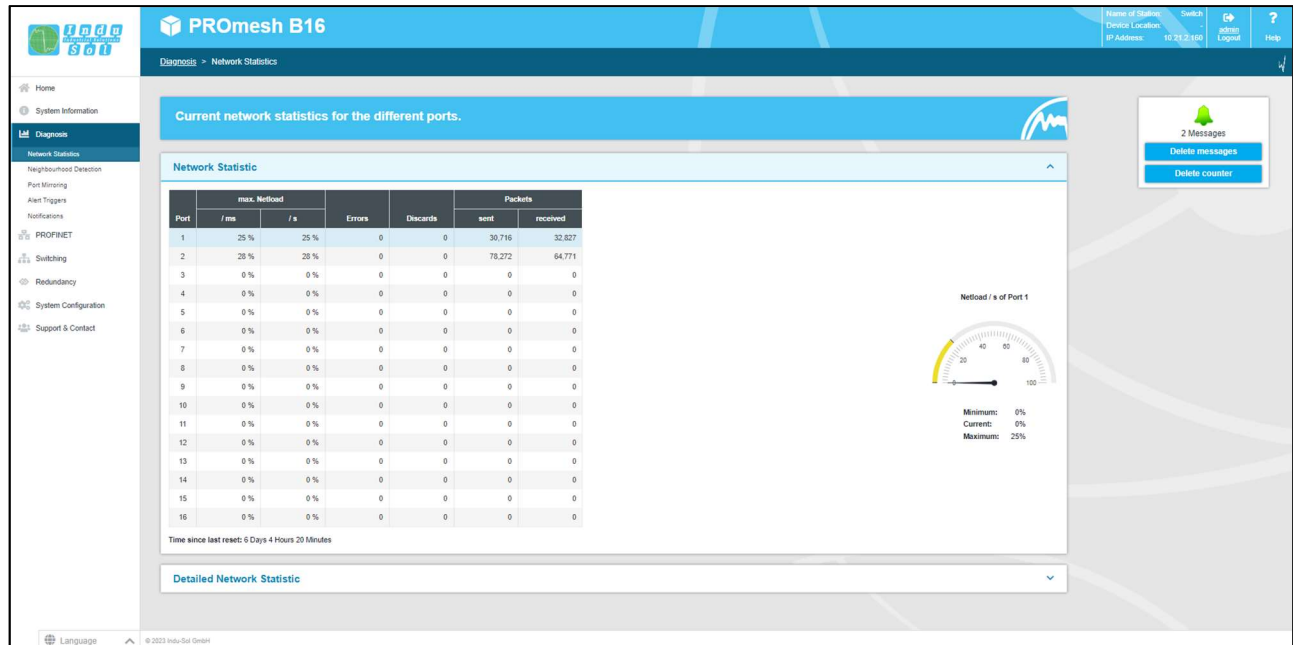 Indu
Industrial Solutions
Sol
PROmesh B16
Name of Station: Switch
Device Location: -
IP Address: 10.21.2.160
admin
Logout
?
Help
Diagnosis > Network Statistics
Home
System Information
Diagnosis
Network Statistics
Neighbourhood Detection
Port Mirroring
Alert Triggers
Notifications
PROFINET
Switching
Redundancy
System Configuration
Support & Contact
Current network statistics for the different ports.
2 Messages
Delete messages
Delete counter
Network Statistic
max. Netload Packets
Port / ms / s Errors Discards sent received
1 25 % 25 % 0 0 30,716 32,827
2 28 % 28 % 0 0 78,272 64,771
3 0 % 0 % 0 0 0 0
4 0 % 0 % 0 0 0 0
5 0 % 0 % 0 0 0 0
6 0 % 0 % 0 0 0 0
7 0 % 0 % 0 0 0 0
8 0 % 0 % 0 0 0 0
9 0 % 0 % 0 0 0 0
10 0 % 0 % 0 0 0 0
11 0 % 0 % 0 0 0 0
12 0 % 0 % 0 0 0 0
13 0 % 0 % 0 0 0 0
14 0 % 0 % 0 0 0 0
15 0 % 0 % 0 0 0 0
16 0 % 0 % 0 0 0 0
Netload / s of Port 1
0 20 40 60 80 100
Minimum: 0%
Current: 0%
Maximum: 25%
Time since last reset: 6 Days 4 Hours 20 Minutes
Detailed Network Statistic
Language
© 2023 Indu-Sol GmbH